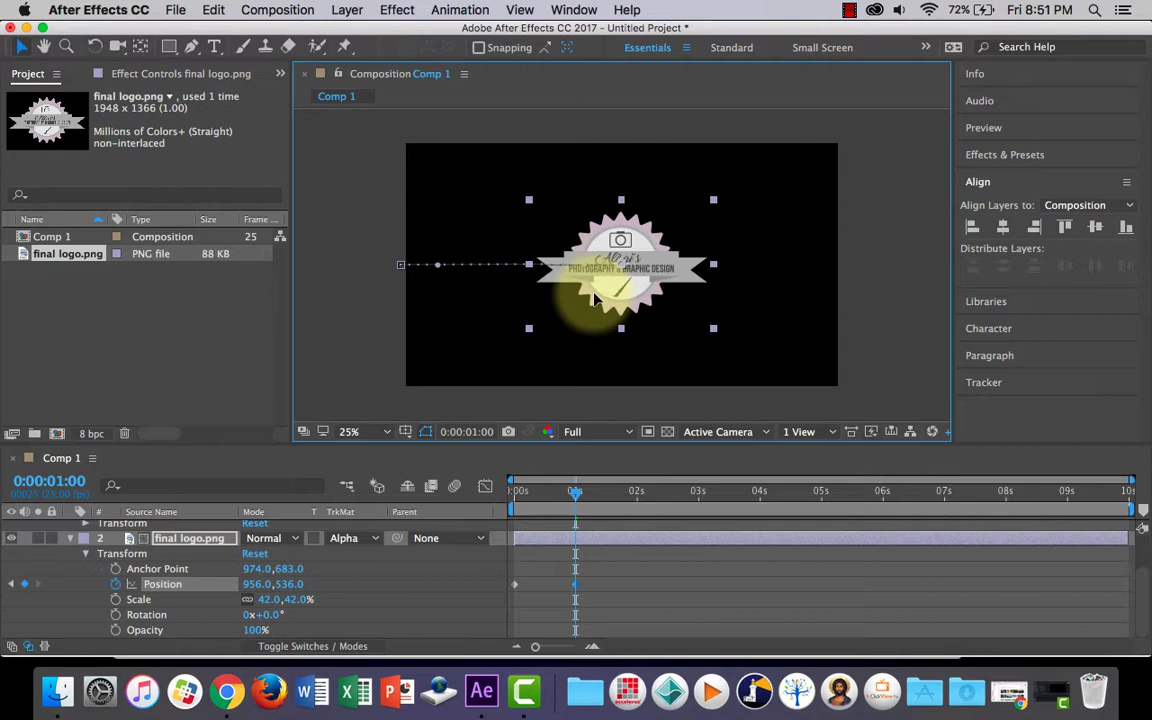 After Effects CC File Edit Composition Layer Effect Animation View Window Help 72% Fri 8:51 PM
Adobe After Effects CC 2017 - Untitled Project *
Snapping Essentials Standard Small Screen Search Help
Project Effect Controls final logo.png
Composition Comp 1
Info
final logo.png , used 1 time
Comp 1
1948 x 1366 (1.00)
Audio
Millions of Colors+ (Straight)
Preview
non-interlaced
Effects & Presets
Align
Align Layers to: Composition
Name Type Size Frame...
Comp 1 Composition 25
final logo.png PNG file 88 KB
Distribute Layers:
PHOTOGRAPHY & GRAPHIC DESIGN
Libraries
Character
Paragraph
Tracker
8 bpc
25% 0:00:01:00 Full Active Camera 1 View
Comp 1
0:00:01:00
00025 (25.00 fps)
:00s 01s 02s 03s 04s 05s 06s 07s 08s 09s 10s
# Source Name Mode T TrkMat Parent
Transform Reset
2 final logo.png Normal Alpha None
Transform Reset
Anchor Point 974.0,683.0
Position 956.0,536.0
Scale 42.0,42.0%
Rotation 0x+0.0°
Opacity 100%
Toggle Switches / Modes